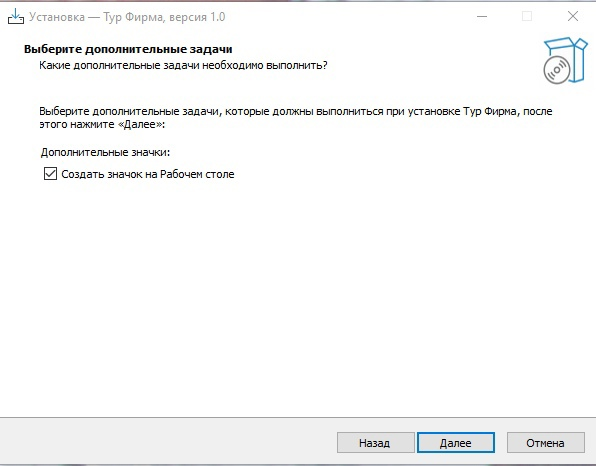 Установка — Тур Фирма, версия 1.0
Выберите дополнительные задачи
Какие дополнительные задачи необходимо выполнить?
Выберите дополнительные задачи, которые должны выполниться при установке Тур Фирма, после
этого нажмите «Далее»:
Дополнительные значки:
Создать значок на Рабочем столе
Назад Далее Отмена